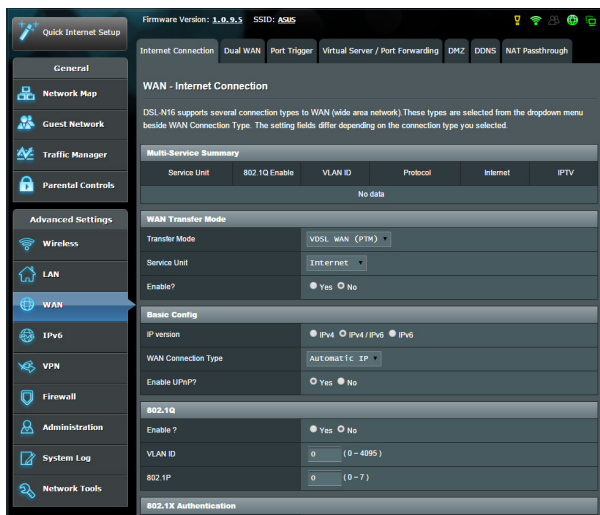 Quick Internet Setup
General
Network Map
Guest Network
Traffic Manager
Parental Controls
Advanced Settings
Wireless
LAN
WAN
IPv6
VPN
Firewall
Administration
System Log
Network Tools
Firmware Version: 1.0.9.5 SSID: ASUS
Internet Connection Dual WAN Port Trigger Virtual Server / Port Forwarding DMZ DDNS NAT Passthrough
WAN - Internet Connection
DSL-N16 supports several connection types to WAN (wide area network).These types are selected from the dropdown menu
beside WAN Connection Type. The setting fields differ depending on the connection type you selected.
Multi-Service Summary
Service Unit 802.1Q Enable VLAN ID Protocol Internet IPTV
No data
WAN Transfer Mode
Transfer Mode VDSL WAN (PTM)
Service Unit Internet
Enable? Yes No
Basic Config
IP version IPv4 IPv4 / IPv6 IPv6
WAN Connection Type Automatic IP
Enable UPnP? Yes No
802.1Q
Enable ? Yes No
VLAN ID 0 ( 0 – 4095 )
802.1P 0 ( 0 – 7 )
802.1X Authentication